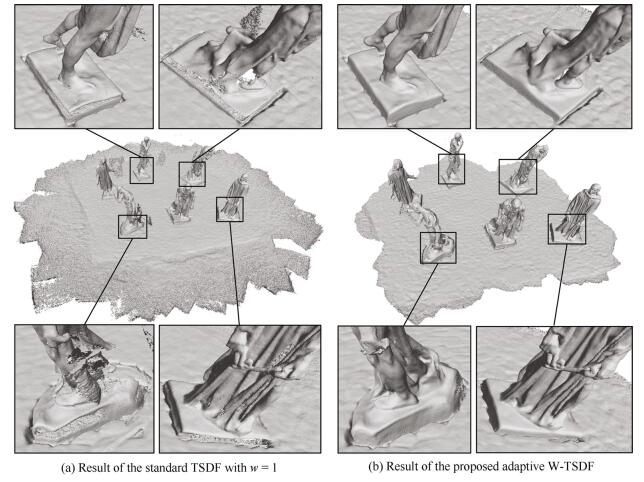 (a) Result of the standard TSDF with w = 1
(b) Result of the proposed adaptive W-TSDF